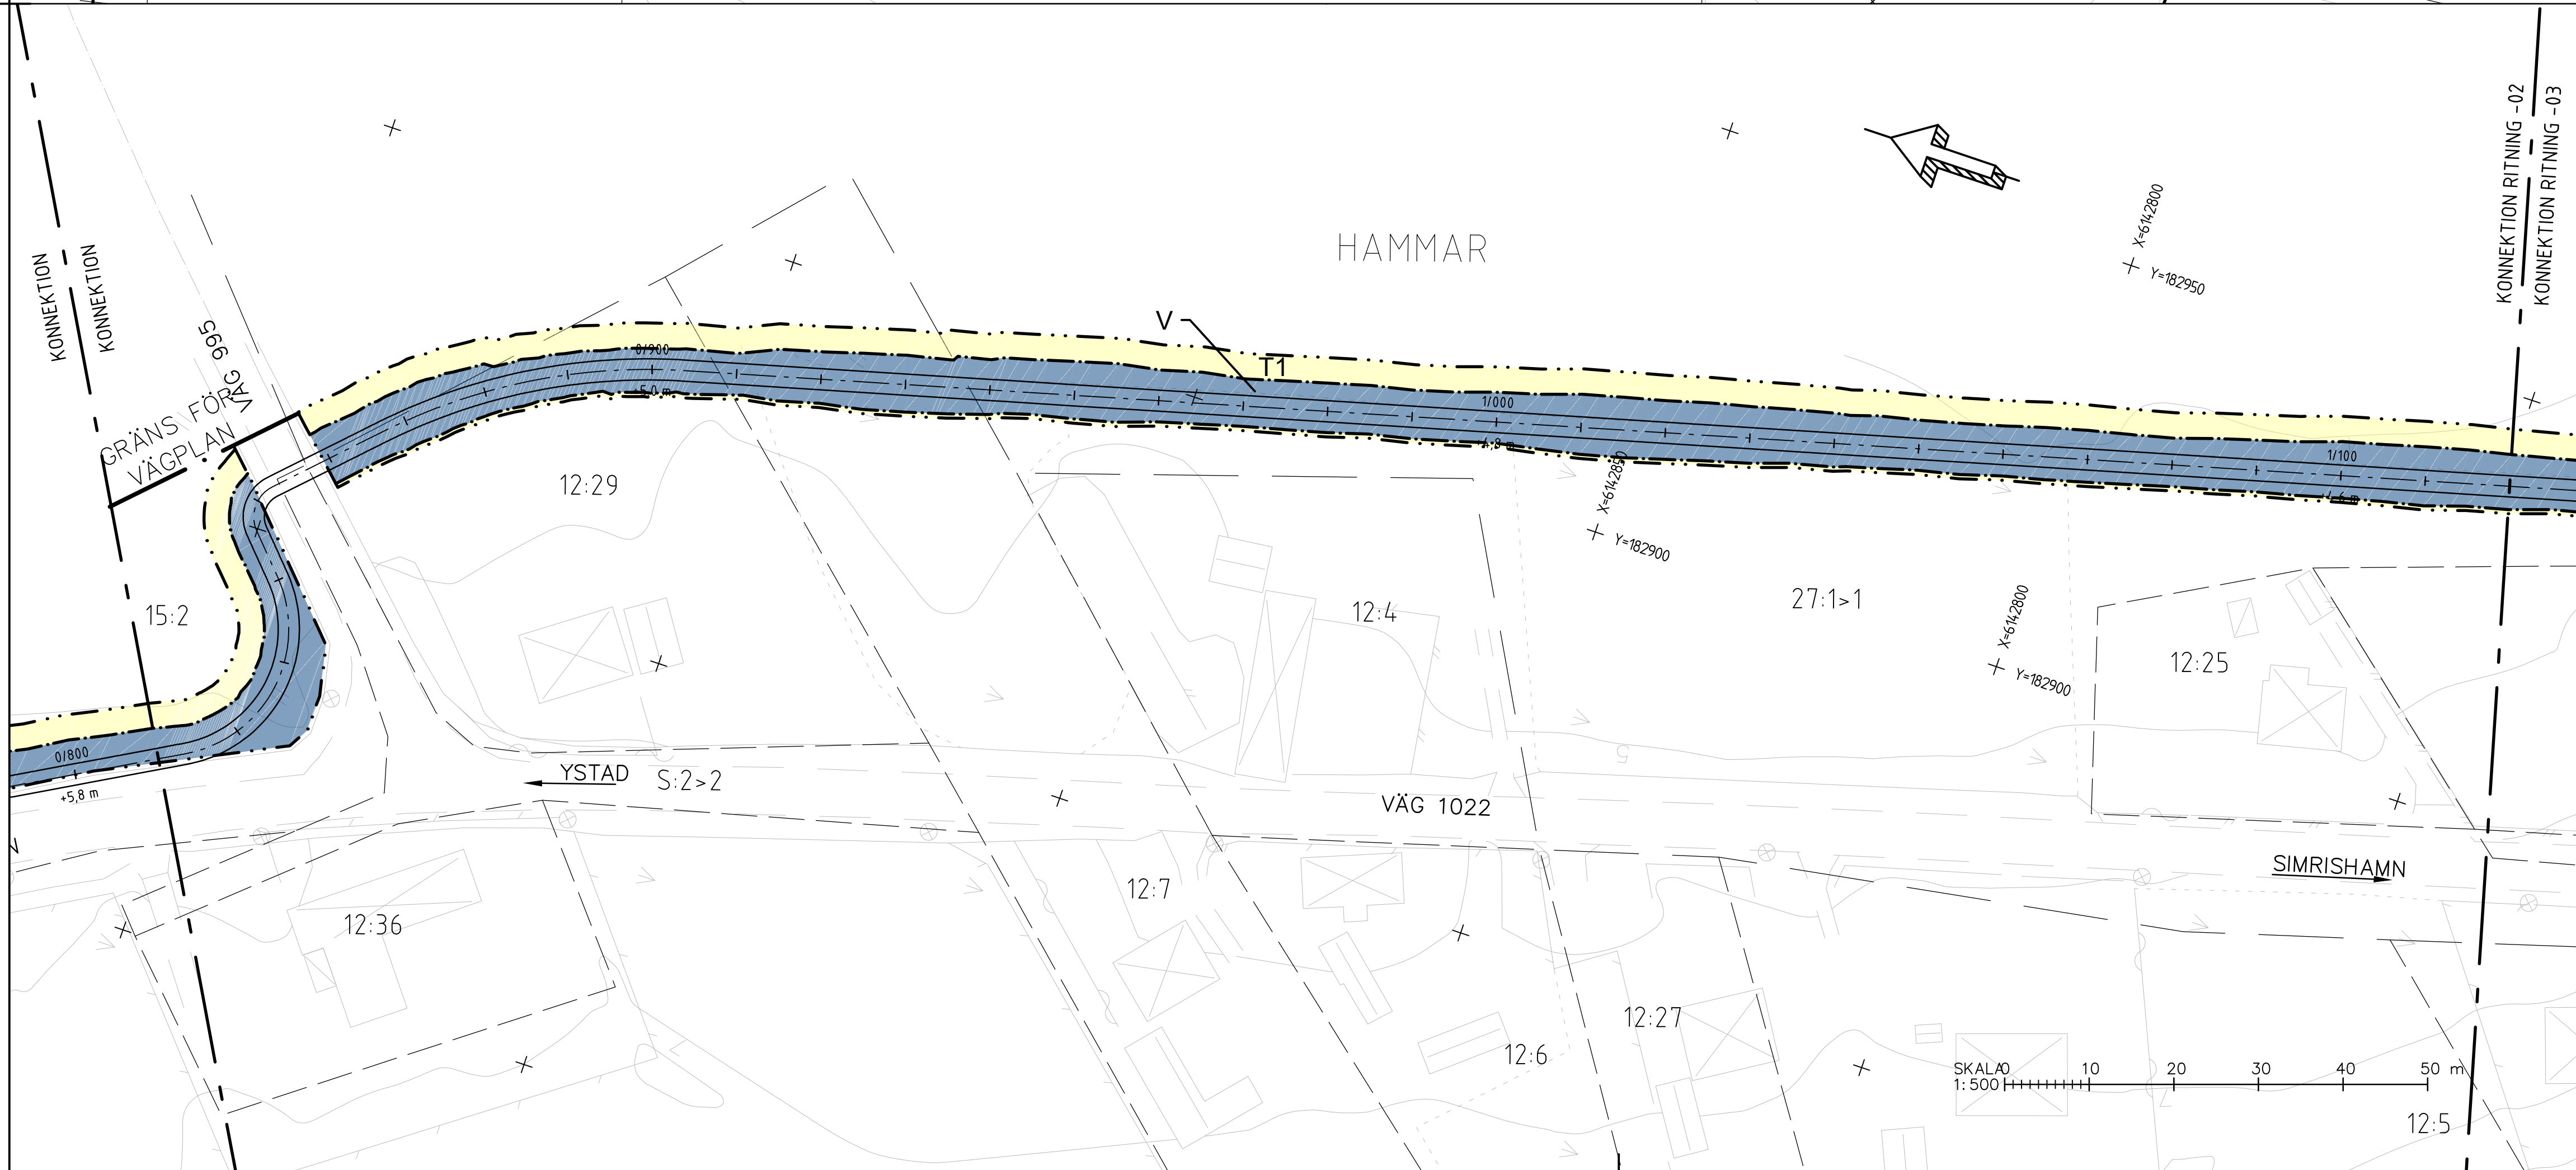 KONNEKTION
KONNEKTION
VÄG 995
GRÄNS FÖR
VÄGPLAN
15:2
0/800
+5,8 m
0/900
+5,0 m
12:29
V
T1
HAMMAR
1/000
+4,8 m
X=6142850
Y=182900
X=6142800
Y=182950
KONNEKTION RITNING -02
KONNEKTION RITNING -03
1/100
+4,6 m
12:4
27:1>1
X=6142800
Y=182900
12:25
5
YSTAD
S:2>2
VÄG 1022
SIMRISHAMN
12:36
12:7
12:6
12:27
SKALA
1:500
0 10 20 30 40 50 m
12:5